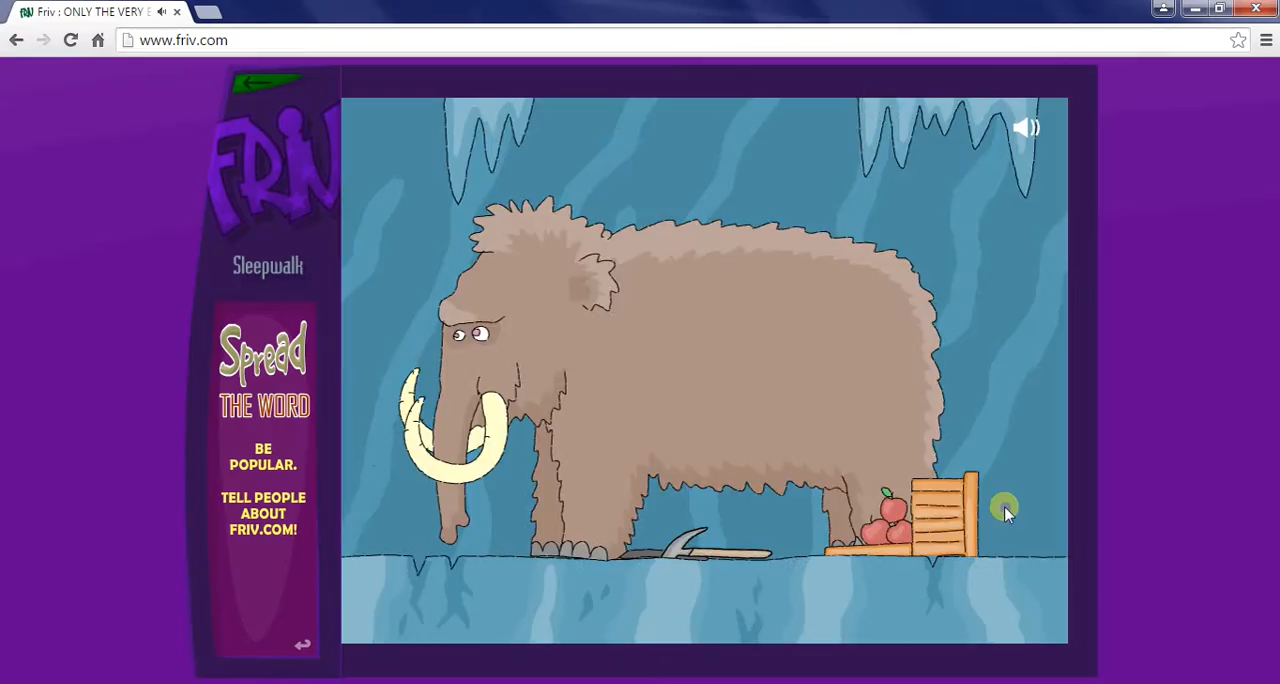 Friv : ONLY THE VERY E
www.friv.com
FRIV
Sleepwalk
Spread
THE WORD
BE
POPULAR.
TELL PEOPLE
ABOUT
FRIV.COM!